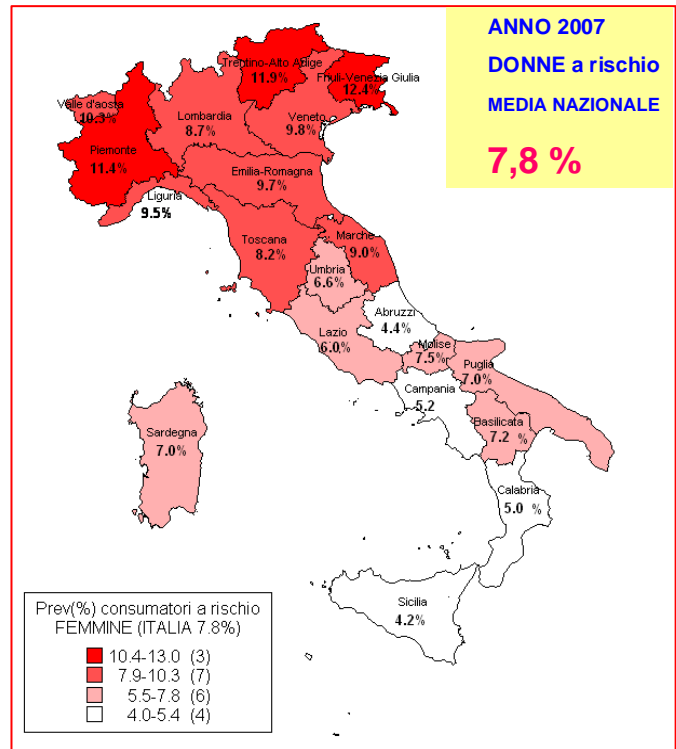 ANNO 2007
DONNE a rischio
MEDIA NAZIONALE
7,8 %
Trentino-Alto Adige
11.9%
Friuli-Venezia Giulia
12.4%
Valle d'aosta
10.3%
Lombardia
8.7%
Veneto
9.8%
Piemonte
11.4%
Emilia-Romagna
9.7%
Liguria
9.5%
Toscana
8.2%
Marche
9.0%
Umbria
6.6%
Abruzzi
4.4%
Lazio
6.0%
Molise
7.5%
Puglia
7.0%
Campania
5.2
Basilicata
7.2 %
Sardegna
7.0%
Calabria
5.0 %
Sicilia
4.2%
Prev(%) consumatori a rischio
FEMMINE (ITALIA 7.8%)
10.4-13.0 (3)
7.9-10.3 (7)
5.5-7.8 (6)
4.0-5.4 (4)